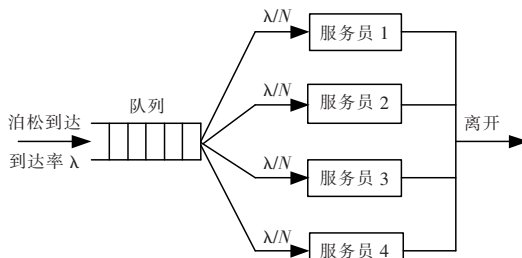 泊松到达
到达率 λ
队列
λ/N
服务员 1
λ/N
服务员 2
λ/N
服务员 3
λ/N
服务员 4
离开